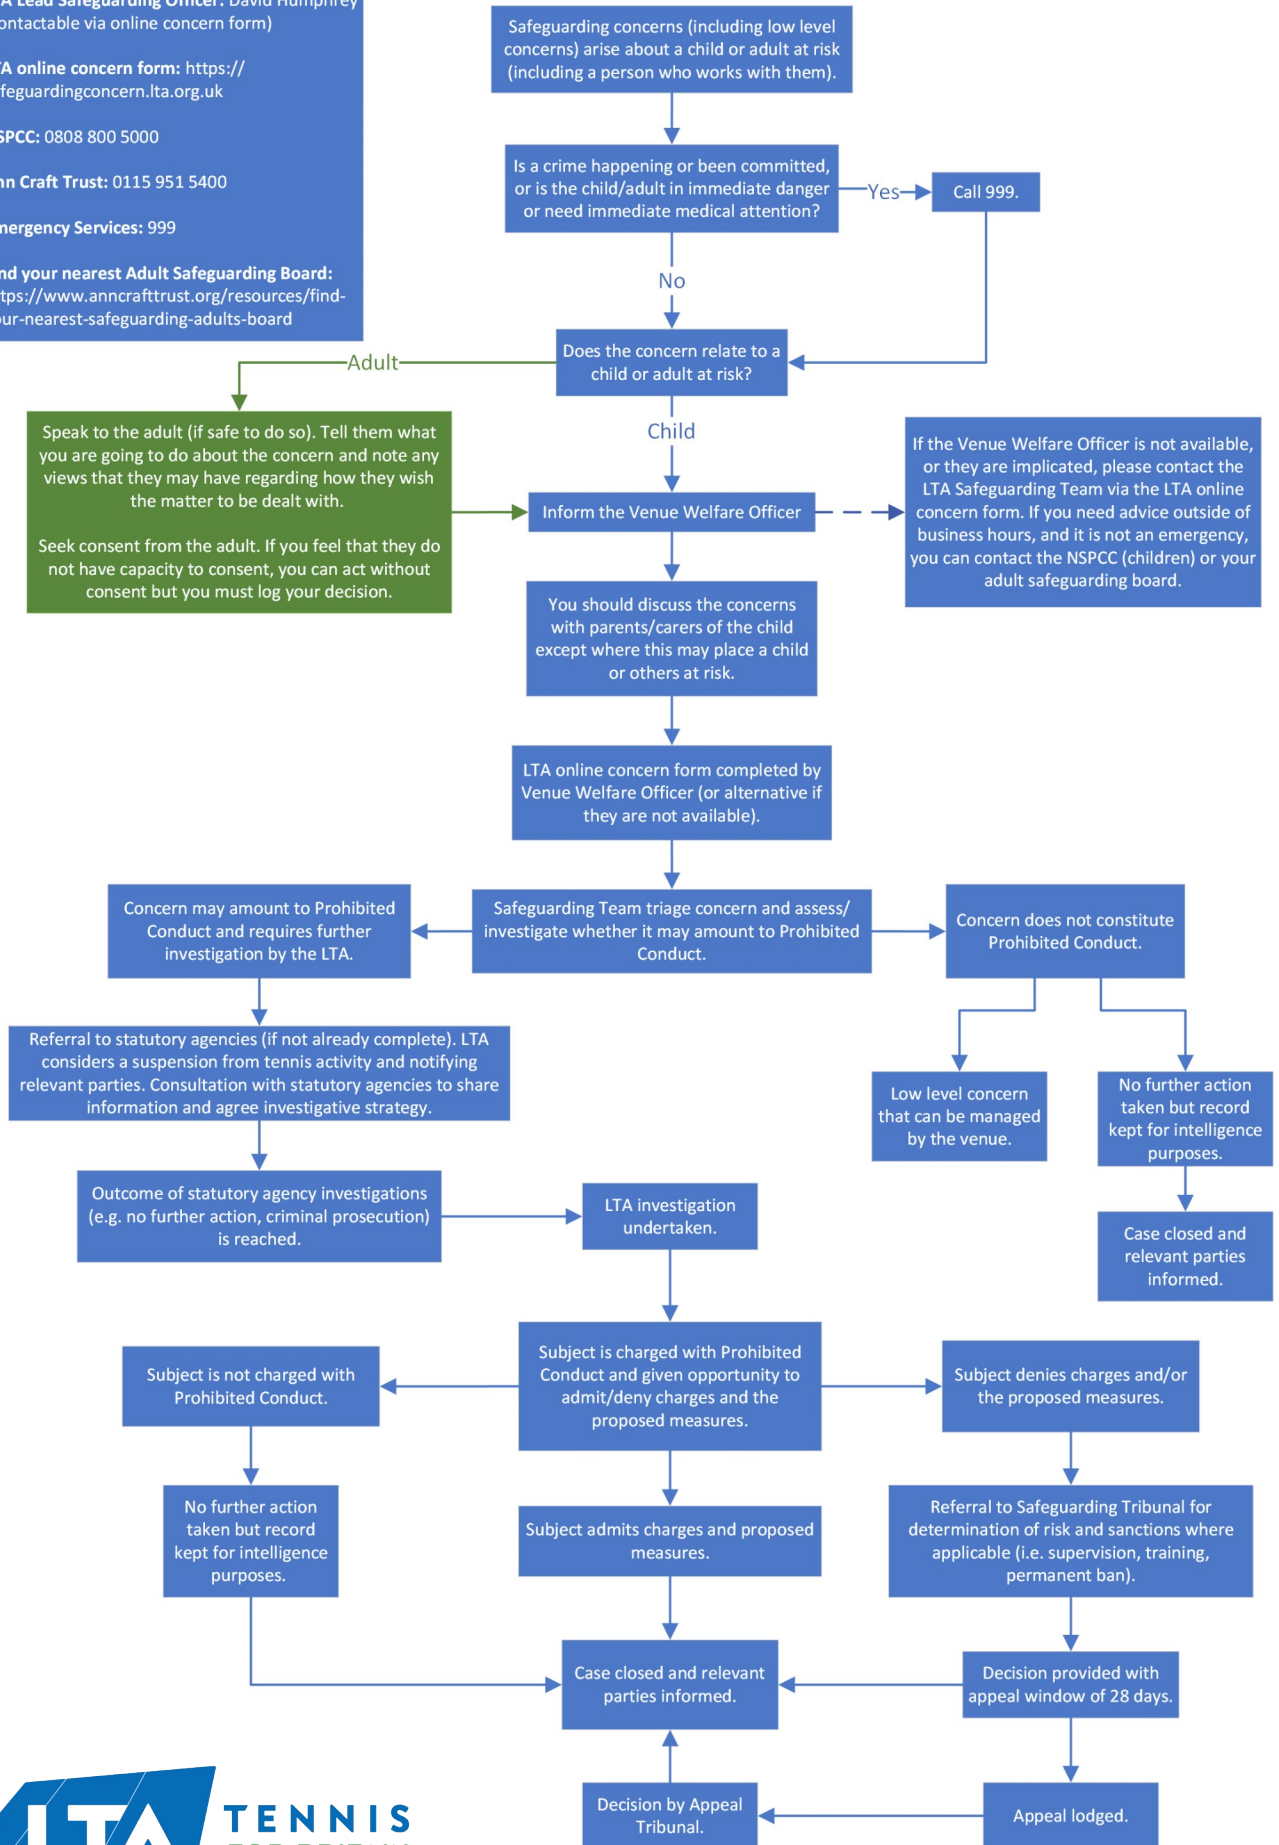 Lead Safeguarding Officer: David Humphrey
contactable via online concern form)
online concern form: https://
safeguardingconcern.lta.org.uk
NSPCC: 0808 800 5000
Ann Craft Trust: 0115 951 5400
Emergency Services: 999
Find your nearest Adult Safeguarding Board:
https://www.anncrafttrust.org/resources/find-
your-nearest-safeguarding-adults-board
Safeguarding concerns (including low level
concerns) arise about a child or adult at risk
(including a person who works with them).
Is a crime happening or been committed,
or is the child/adult in immediate danger
or need immediate medical attention?
Yes
Call 999.
No
Does the concern relate to a
child or adult at risk?
Adult
Child
Speak to the adult (if safe to do so). Tell them what
you are going to do about the concern and note any
views that they may have regarding how they wish
the matter to be dealt with.
Seek consent from the adult. If you feel that they do
not have capacity to consent, you can act without
consent but you must log your decision.
Inform the Venue Welfare Officer
If the Venue Welfare Officer is not available,
or they are implicated, please contact the
LTA Safeguarding Team via the LTA online
concern form. If you need advice outside of
business hours, and it is not an emergency,
you can contact the NSPCC (children) or your
adult safeguarding board.
You should discuss the concerns
with parents/carers of the child
except where this may place a child
or others at risk.
LTA online concern form completed by
Venue Welfare Officer (or alternative if
they are not available).
Concern may amount to Prohibited
Conduct and requires further
investigation by the LTA.
Safeguarding Team triage concern and assess/
investigate whether it may amount to Prohibited
Conduct.
Concern does not constitute
Prohibited Conduct.
Referral to statutory agencies (if not already complete). LTA
considers a suspension from tennis activity and notifying
relevant parties. Consultation with statutory agencies to share
information and agree investigative strategy.
Low level concern
that can be managed
by the venue.
No further action
taken but record
kept for intelligence
purposes.
Outcome of statutory agency investigations
(e.g. no further action, criminal prosecution)
is reached.
LTA investigation
undertaken.
Case closed and
relevant parties
informed.
Subject is not charged with
Prohibited Conduct.
Subject is charged with Prohibited
Conduct and given opportunity to
admit/deny charges and the
proposed measures.
Subject denies charges and/or
the proposed measures.
No further action
taken but record
kept for intelligence
purposes.
Subject admits charges and proposed
measures.
Referral to Safeguarding Tribunal for
determination of risk and sanctions where
applicable (i.e. supervision, training,
permanent ban).
Case closed and relevant
parties informed.
Decision provided with
appeal window of 28 days.
Decision by Appeal
Tribunal.
Appeal lodged.
LTA
TENNIS
FOR BRITAIN